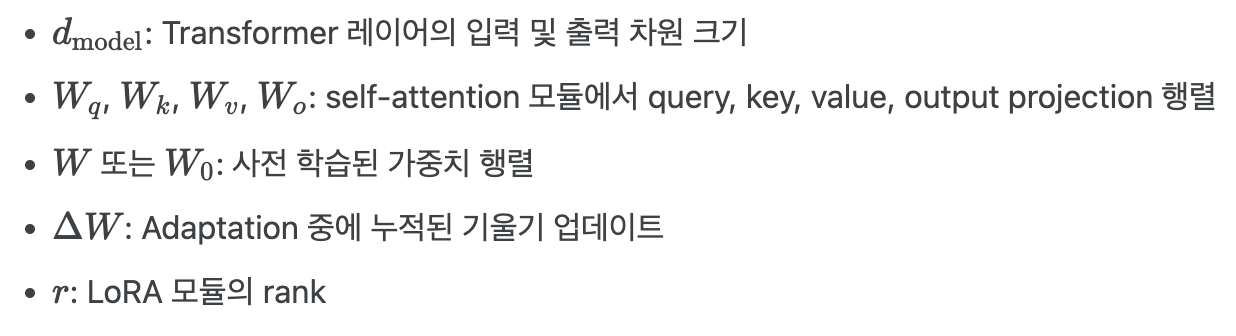 • d_model: Transformer 레이어의 입력 및 출력 차원 크기
• W_q, W_k, W_v, W_o: self-attention 모듈에서 query, key, value, output projection 행렬
• W 또는 W_0: 사전 학습된 가중치 행렬
• ΔW: Adaptation 중에 누적된 기울기 업데이트
• r: LoRA 모듈의 rank